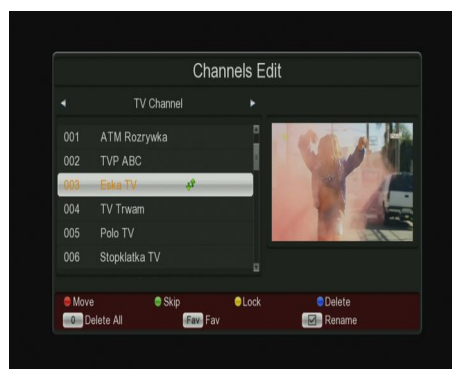 Channels Edit
TV Channel
001 ATM Rozrywka
002 TVP ABC
003 Eska TV
004 TV Trwam
005 Polo TV
006 Stopklatka TV
Move Skip Lock Delete
0 Delete All Fav Fav Rename